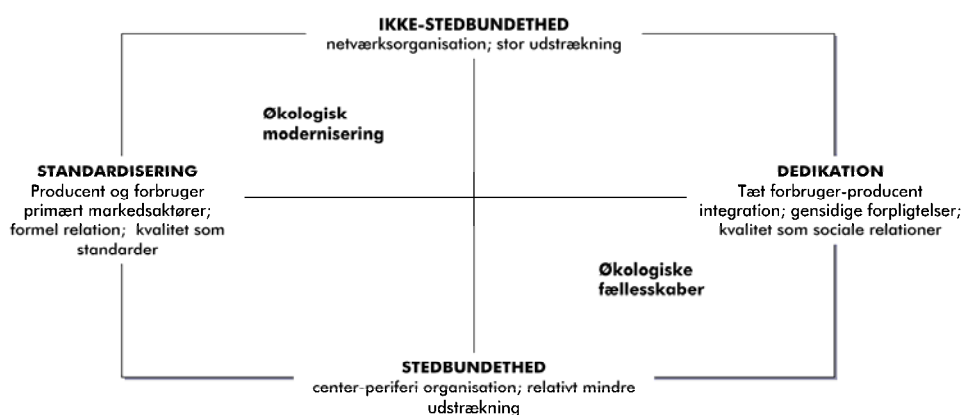 IKKE-STEDBUNDETHED
netværksorganisation; stor udstrækning
Økologisk
modernisering
STANDARDISERING
Producent og forbruger
primært markedsaktører;
formel relation; kvalitet som
standarder
DEDIKATION
Tæt forbruger-producent
integration; gensidige forpligtelser;
kvalitet som sociale relationer
Økologiske
fællesskaber
STEDBUNDETHED
center-periferi organisation; relativt mindre
udstrækning